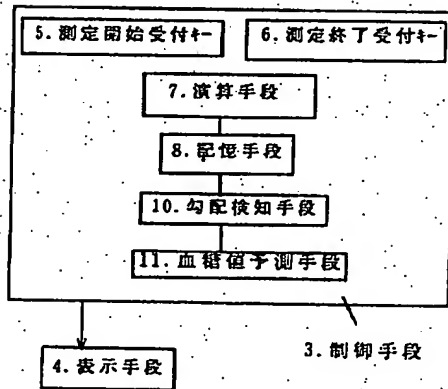 5.測定開始受付キー
6.測定終了受付キー
7.演算手段
8.記憶手段
10.勾配検知手段
11.血糖値予測手段
3.制御手段
4.表示手段